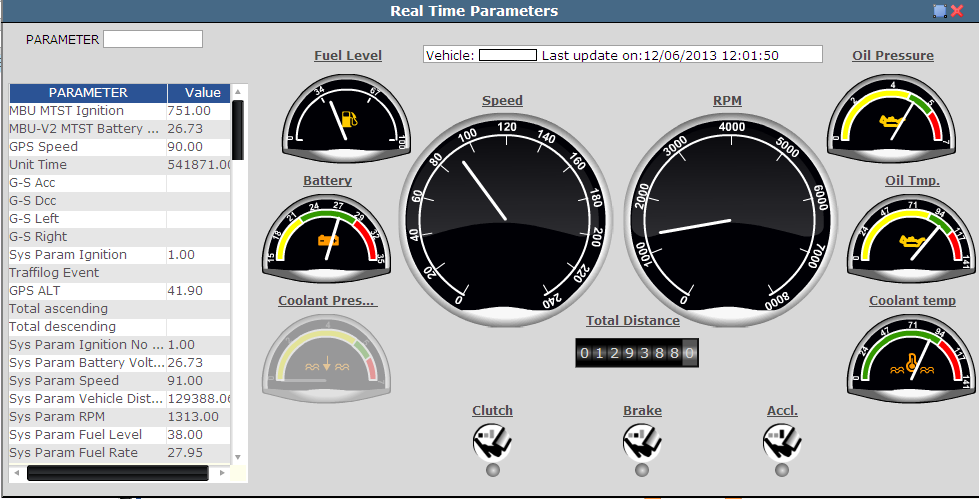 Real Time Parameters
PARAMETER
Vehicle: Last update on:12/06/2013 12:01:50
PARAMETER Value
MBU MTST Ignition 751.00
MBU-V2 MTST Battery ... 26.73
GPS Speed 90.00
Unit Time 541871.00
G-S Acc
G-S Dcc
G-S Left
G-S Right
Sys Param Ignition 1.00
Traffilog Event
GPS ALT 41.90
Total ascending
Total descending
Sys Param Ignition No ... 1.00
Sys Param Battery Volt... 26.73
Sys Param Speed 91.00
Sys Param Vehicle Dist... 129388.06
Sys Param RPM 1313.00
Sys Param Fuel Level 38.00
Sys Param Fuel Rate 27.95
Fuel Level
0 34 67 100
Battery
15 18 21 24 27 29 32 35
Coolant Pres...
4
Speed
0 20 40 60 80 100 120 140 160 180 200 220 240
RPM
0 1000 2000 3000 4000 5000 6000 7000 8000
Total Distance
01293880
Clutch
Brake
Accl.
Oil Pressure
0 2 4 5 7
Oil Tmp.
0 24 47 71 94 117 141
Coolant temp
0 24 47 71 94 117 141